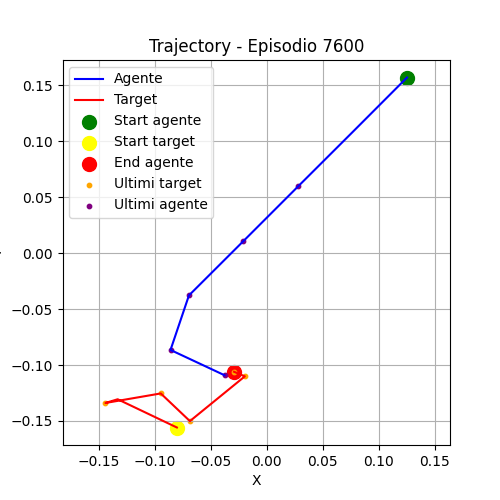 Trajectory - Episodio 7600
Agente
Target
Start agente
Start target
End agente
Ultimi target
Ultimi agente
0.15
0.10
0.05
0.00
−0.05
−0.10
−0.15
−0.15 −0.10 −0.05 0.00 0.05 0.10 0.15
X